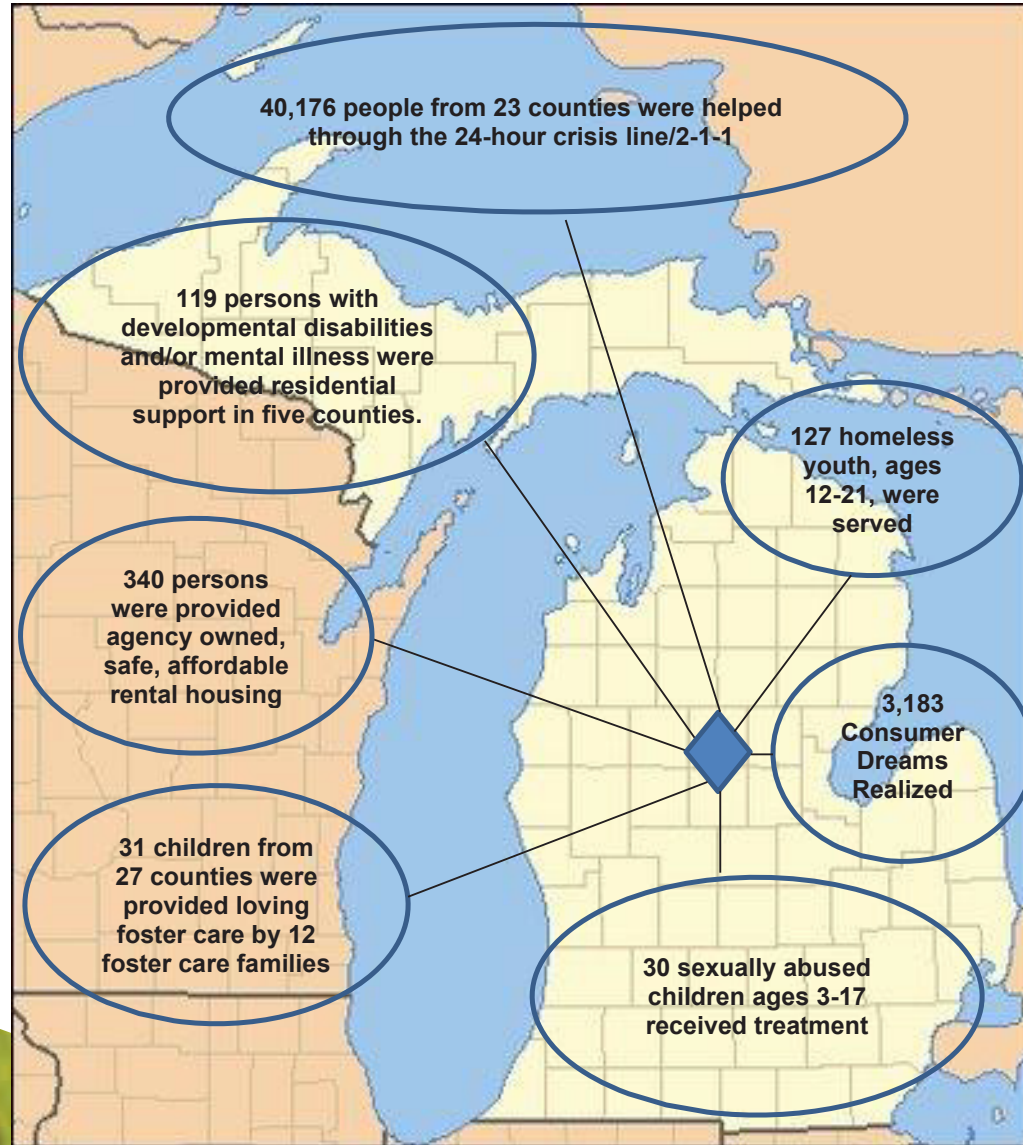 40,176 people from 23 counties were helped
through the 24-hour crisis line/2-1-1
119 persons with
developmental disabilities
and/or mental illness were
provided residential
support in five counties.
127 homeless
youth, ages
12-21, were
served
340 persons
were provided
agency owned,
safe, affordable
rental housing
3,183
Consumer
Dreams
Realized
31 children from
27 counties were
provided loving
foster care by 12
foster care families
30 sexually abused
children ages 3-17
received treatment